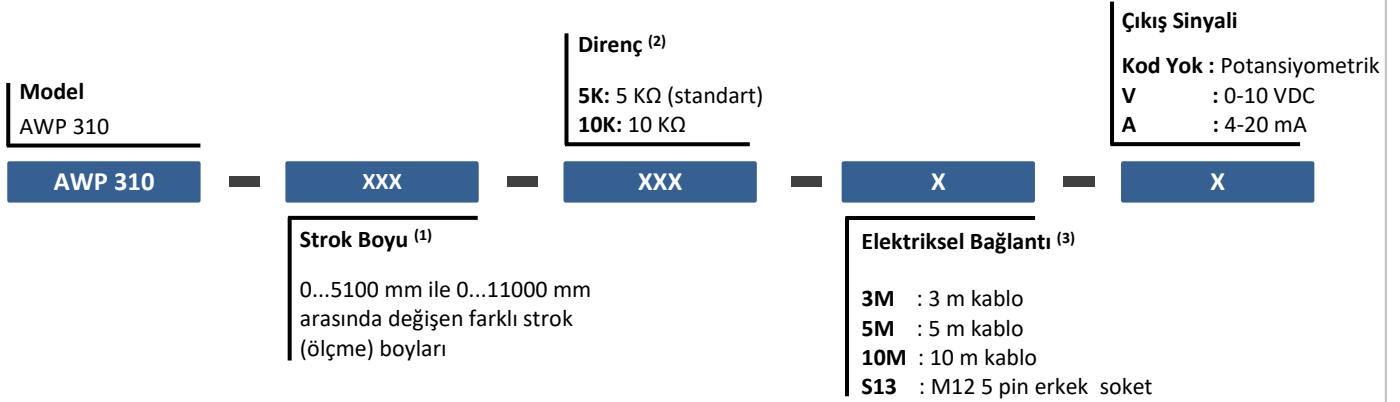 Model
AWP 310
Direnç (2)
5K: 5 KΩ (standart)
10K: 10 KΩ
Çıkış Sinyali
Kod Yok : Potansiyometrik
V : 0-10 VDC
A : 4-20 mA
AWP 310 - XXX - XXX - X - X
Strok Boyu (1)
0...5100 mm ile 0...11000 mm
arasında değişen farklı strok
(ölçme) boyları
Elektriksel Bağlantı (3)
3M : 3 m kablo
5M : 5 m kablo
10M : 10 m kablo
S13 : M12 5 pin erkek soket